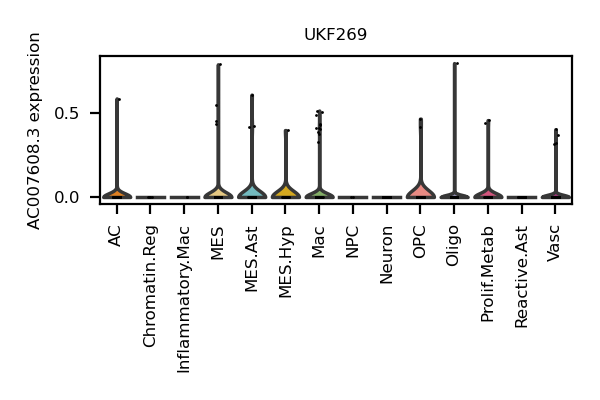 UKF269
AC007608.3 expression
0.5
0.0
AC
Chromatin.Reg
Inflammatory.Mac
MES
MES.Ast
MES.Hyp
Mac
NPC
Neuron
OPC
Oligo
Prolif.Metab
Reactive.Ast
Vasc